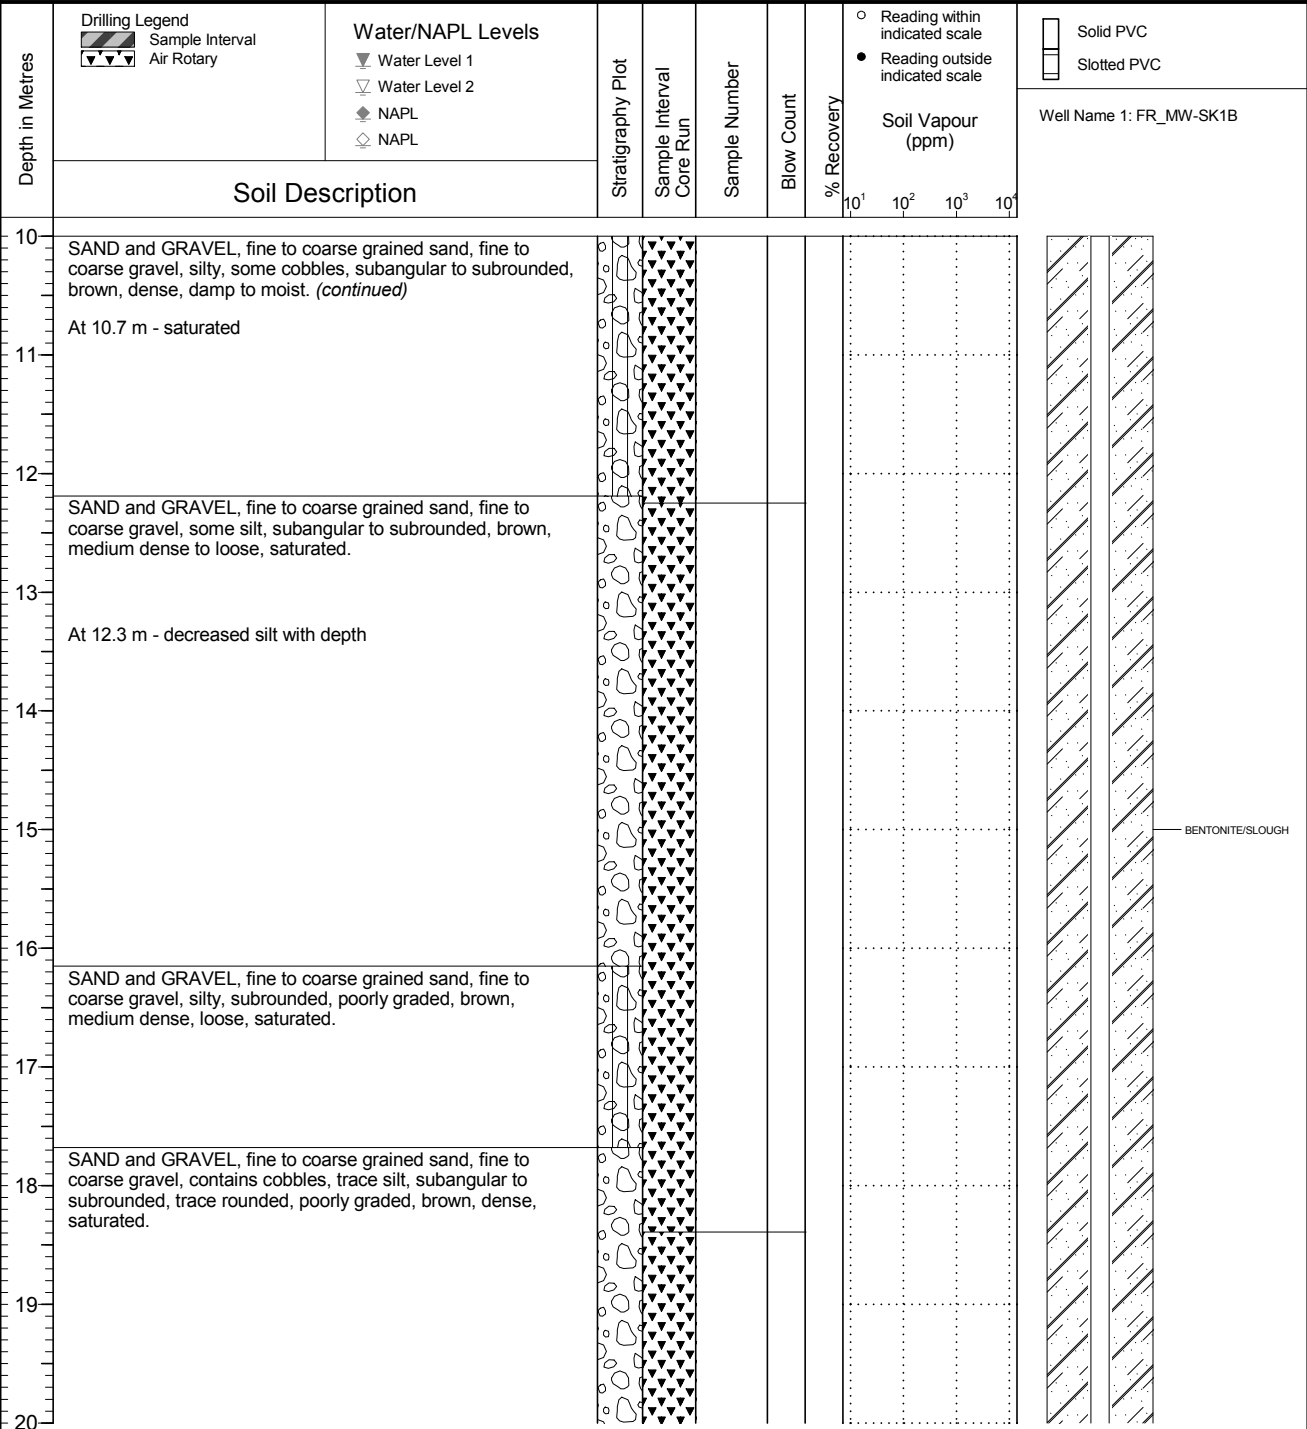 Depth in Metres
Drilling Legend
Sample Interval
Air Rotary
Water/NAPL Levels
Water Level 1
Water Level 2
NAPL
NAPL
Soil Description
Stratigraphy Plot
Sample Interval
Core Run
Sample Number
Blow Count
% Recovery
Reading within
indicated scale
Reading outside
indicated scale
Soil Vapour
(ppm)
10¹ 10² 10³ 10⁴
Solid PVC
Slotted PVC
Well Name 1: FR_MW-SK1B
10
SAND and GRAVEL, fine to coarse grained sand, fine to
coarse gravel, silty, some cobbles, subangular to subrounded,
brown, dense, damp to moist. (continued)
At 10.7 m - saturated
11
12
SAND and GRAVEL, fine to coarse grained sand, fine to
coarse gravel, some silt, subangular to subrounded, brown,
medium dense to loose, saturated.
13
At 12.3 m - decreased silt with depth
14
15
BENTONITE/SLOUGH
16
SAND and GRAVEL, fine to coarse grained sand, fine to
coarse gravel, silty, subrounded, poorly graded, brown,
medium dense, loose, saturated.
17
SAND and GRAVEL, fine to coarse grained sand, fine to
coarse gravel, contains cobbles, trace silt, subangular to
subrounded, trace rounded, poorly graded, brown, dense,
saturated.
18
19
20